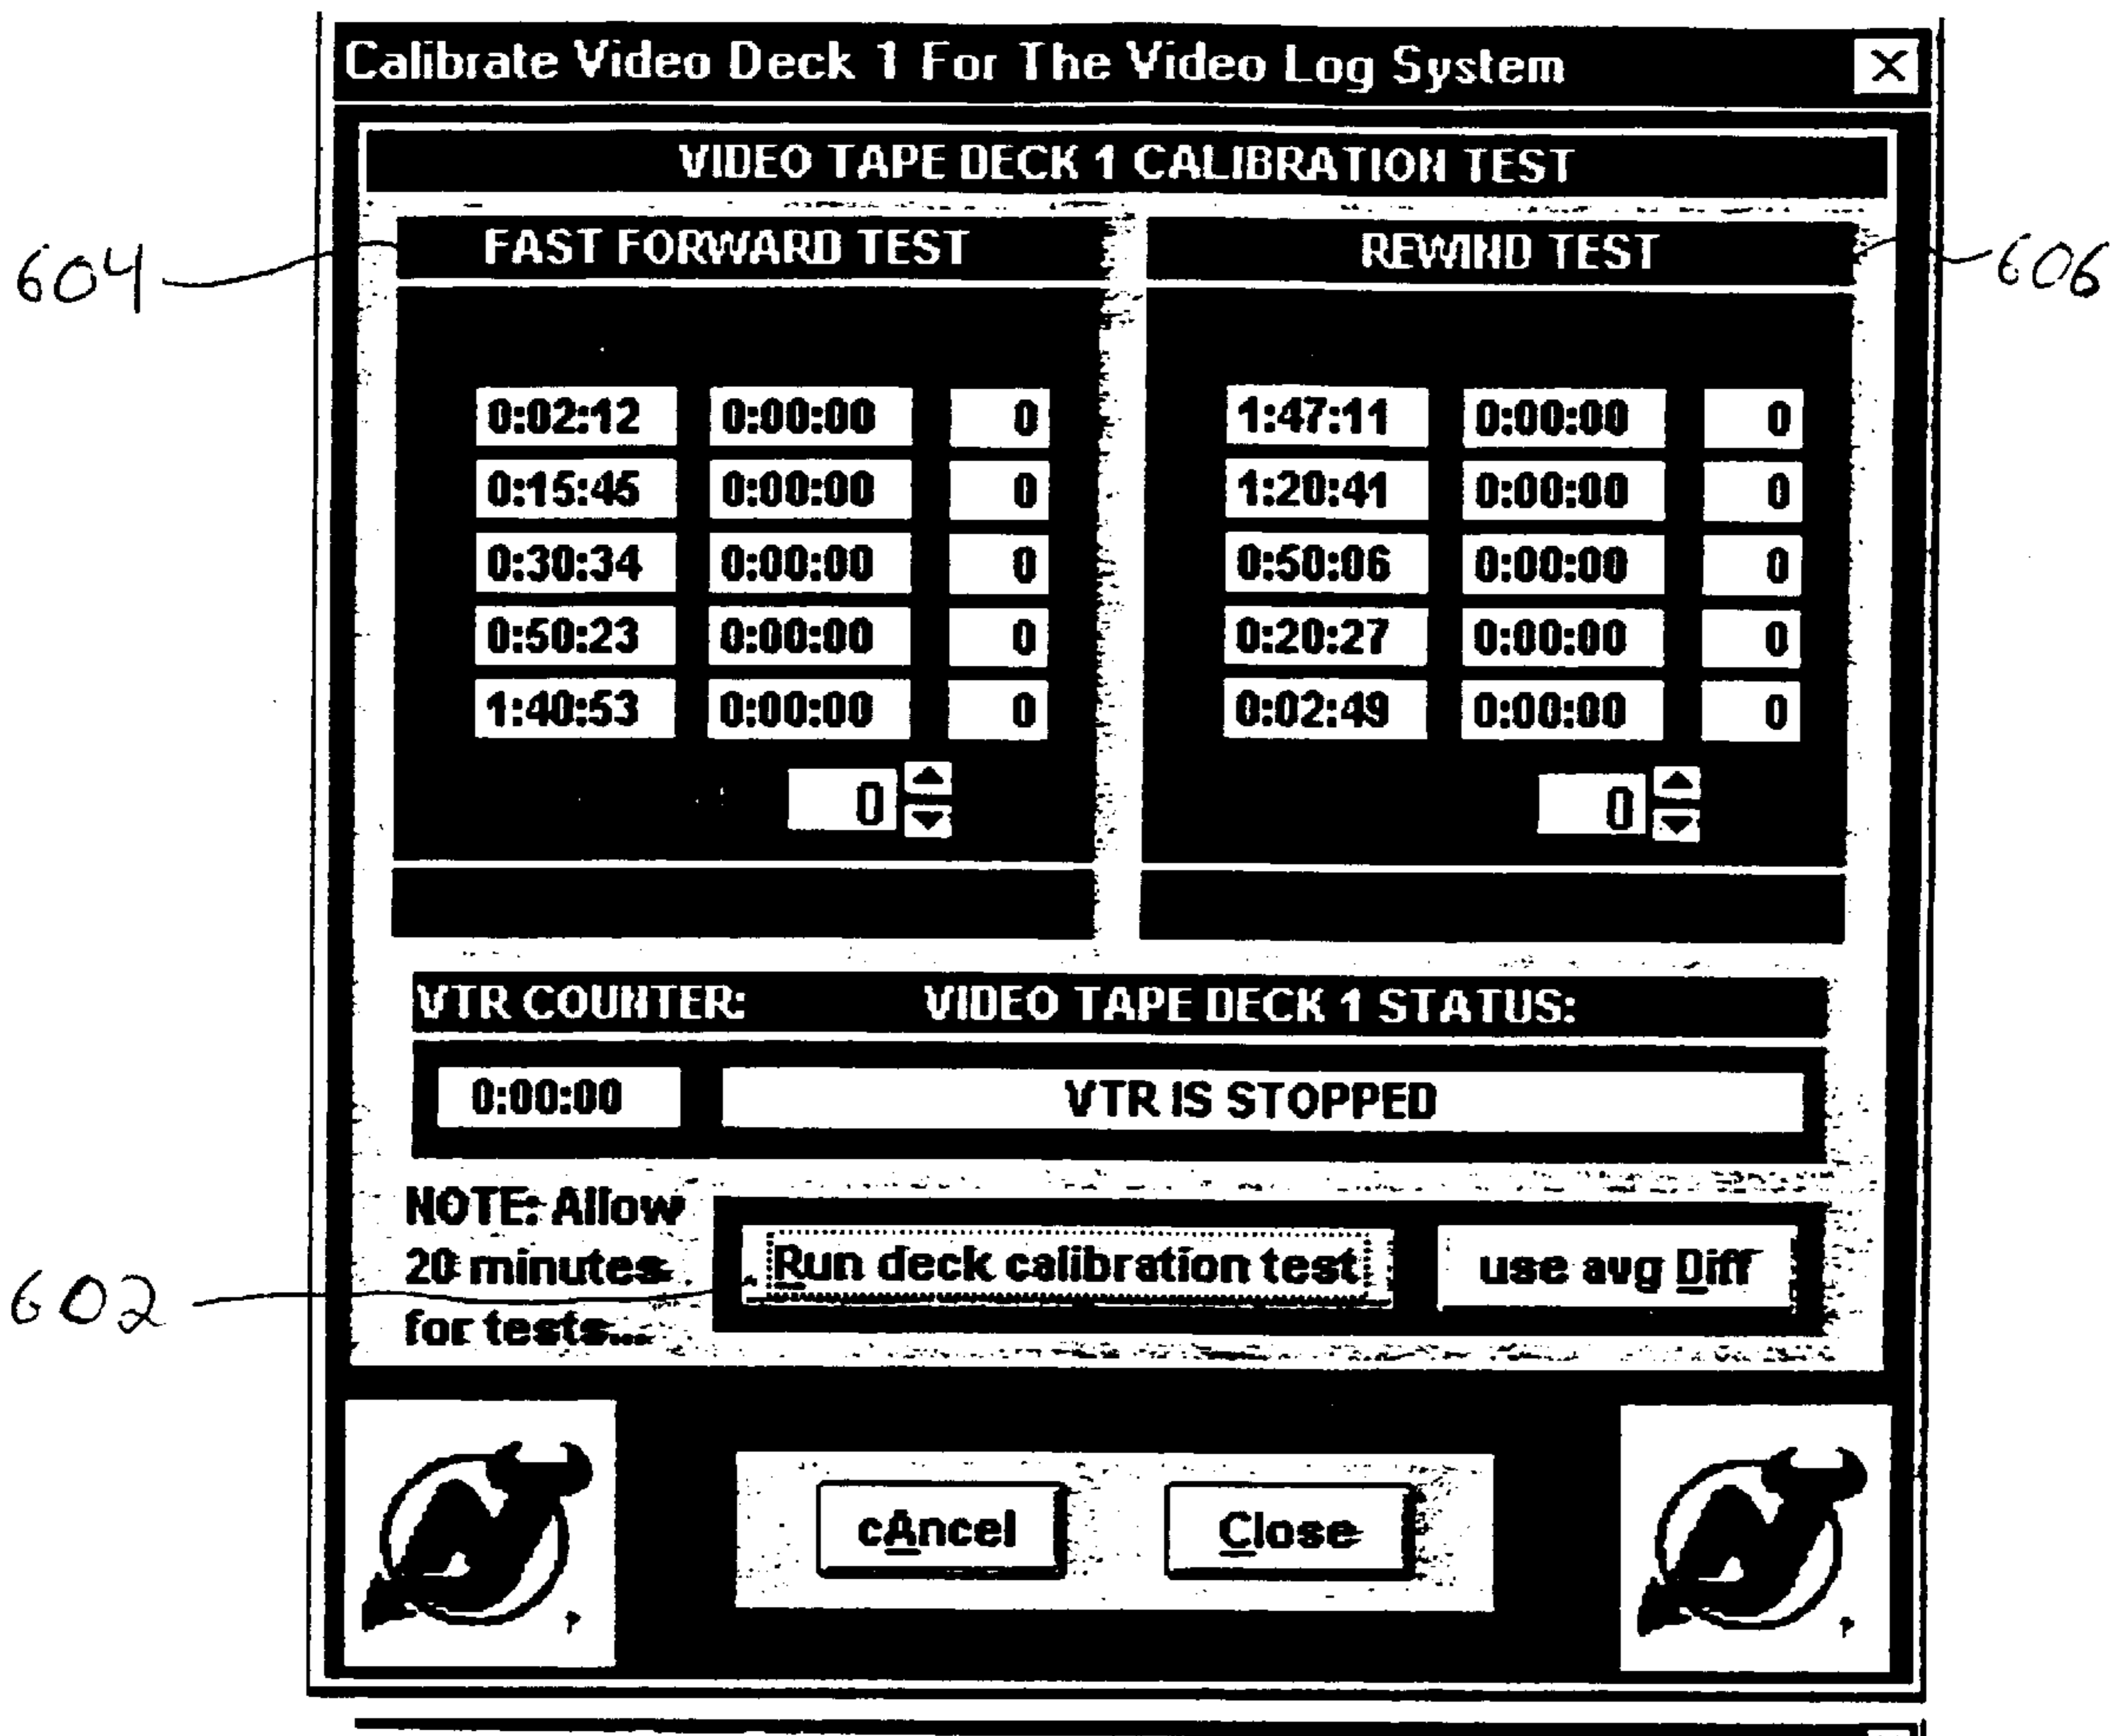 Calibrate Video Deck 1 For The Video Log System
VIDEO TAPE DECK 1 CALIBRATION TEST
604
FAST FORWARD TEST
REWIND TEST
606
0:02:12 0:00:00 0
1:47:11 0:00:00 0
0:15:45 0:00:00 0
1:20:41 0:00:00 0
0:30:34 0:00:00 0
0:50:06 0:00:00 0
0:50:23 0:00:00 0
0:20:27 0:00:00 0
1:40:53 0:00:00 0
0:02:49 0:00:00 0
0
0
VTR COUNTER: VIDEO TAPE DECK 1 STATUS:
0:00:00 VTR IS STOPPED
NOTE: Allow
20 minutes
for tests...
602
Run deck calibration test
use avg Diff
cAncel
Close